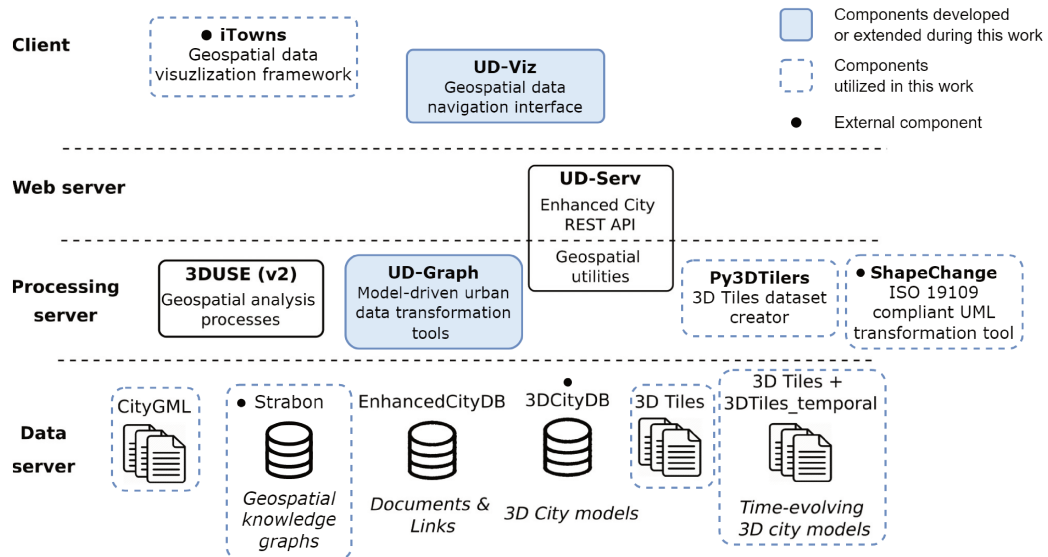 Client
● iTowns
Geospatial data
visuzlization framework
UD-Viz
Geospatial data
navigation interface
Components developed
or extended during this work
Components
utilized in this work
● External component
Web server
UD-Serv
Enhanced City
REST API
Geospatial
utilities
Processing
server
3DUSE (v2)
Geospatial analysis
processes
UD-Graph
Model-driven urban
data transformation
tools
Py3DTilers
3D Tiles dataset
creator
● ShapeChange
ISO 19109
compliant UML
transformation tool
Data
server
CityGML
● Strabon
Geospatial
knowledge
graphs
EnhancedCityDB
Documents &
Links
●
3DCityDB
3D City models
3D Tiles
3D Tiles +
3DTiles_temporal
Time-evolving
3D city models